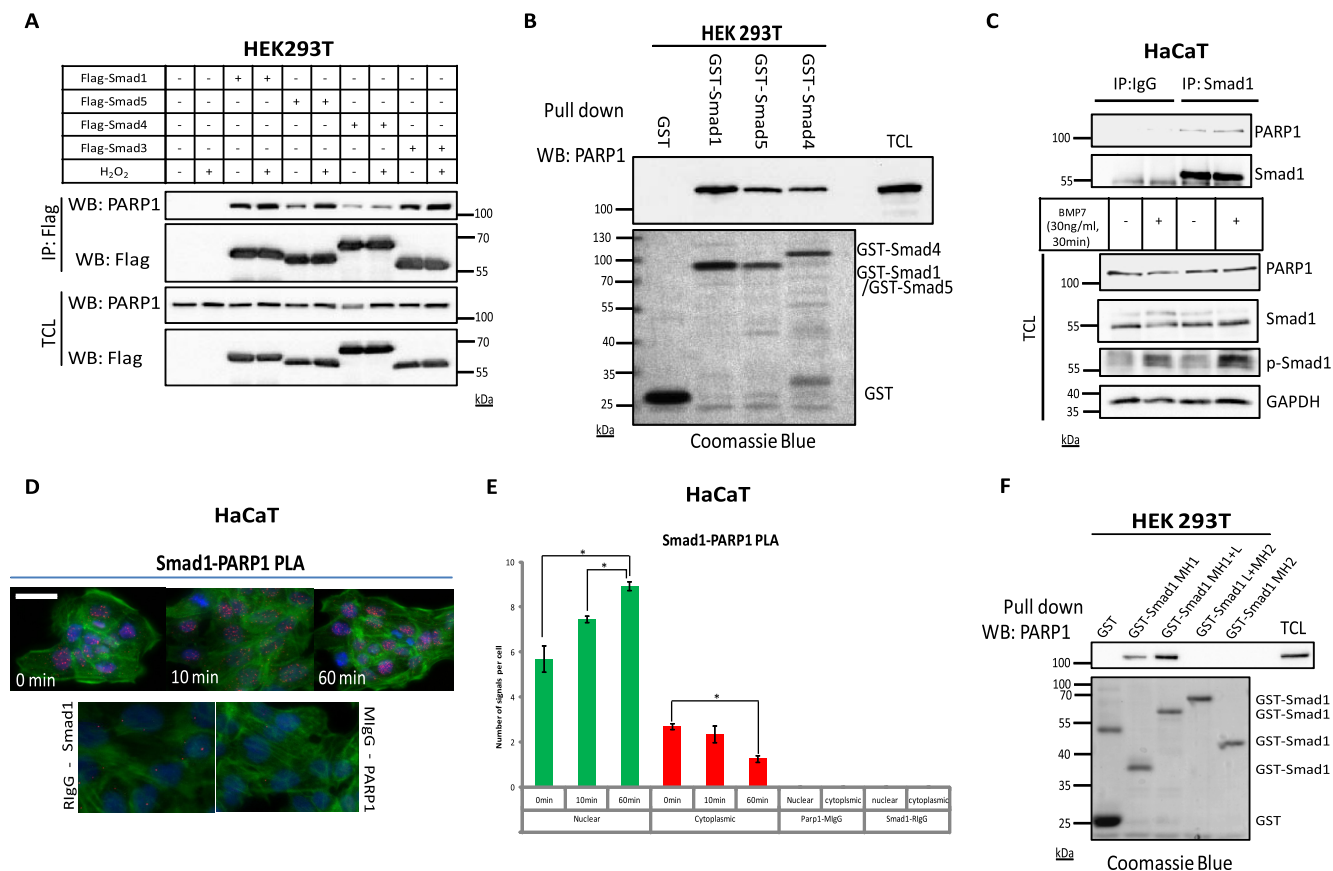 A
HEK293T
Flag-Smad1 - - + + - - - - - -
Flag-Smad5 - - - - + + - - - -
Flag-Smad4 - - - - - - + + - -
Flag-Smad3 - - - - - - - - + +
H₂O₂ - + - + - + - + - +
IP: Flag
WB: PARP1
100
WB: Flag
70
55
TCL
WB: PARP1
100
WB: Flag
70
55
kDa
B
HEK 293T
Pull down
GST
GST-Smad1
GST- Smad5
GST- Smad4
TCL
WB: PARP1
100
130
100
70
55
40
35
25
kDa
GST-Smad4
GST-Smad1
/GST-Smad5
GST
Coomassie Blue
C
HaCaT
IP:IgG IP: Smad1
100
PARP1
55
Smad1
BMP7
(30ng/ml,
30min)
- + - +
TCL
100
PARP1
55
Smad1
55
p-Smad1
40
35
GAPDH
kDa
D
HaCaT
Smad1-PARP1 PLA
0 min
10 min
60 min
RIgG - Smad1
MIgG - PARP1
E
HaCaT
Smad1-PARP1 PLA
Number of signals per cell
10
8
6
4
2
0
* * *
0min 10min 60min 0min 10min 60min Nuclear cytoplsmic nuclear cytoplasmic
Nuclear Cytoplasmic Parp1-MIgG Smad1-RIgG
F
HEK 293T
Pull down
WB: PARP1
GST
GST-Smad1 MH1
GST-Smad1 MH1+L
GST-Smad1 L+MH2
GST-Smad1 MH2
TCL
100
100
70
55
40
35
25
kDa
GST-Smad1
GST-Smad1
GST-Smad1
GST-Smad1
GST
Coomassie Blue